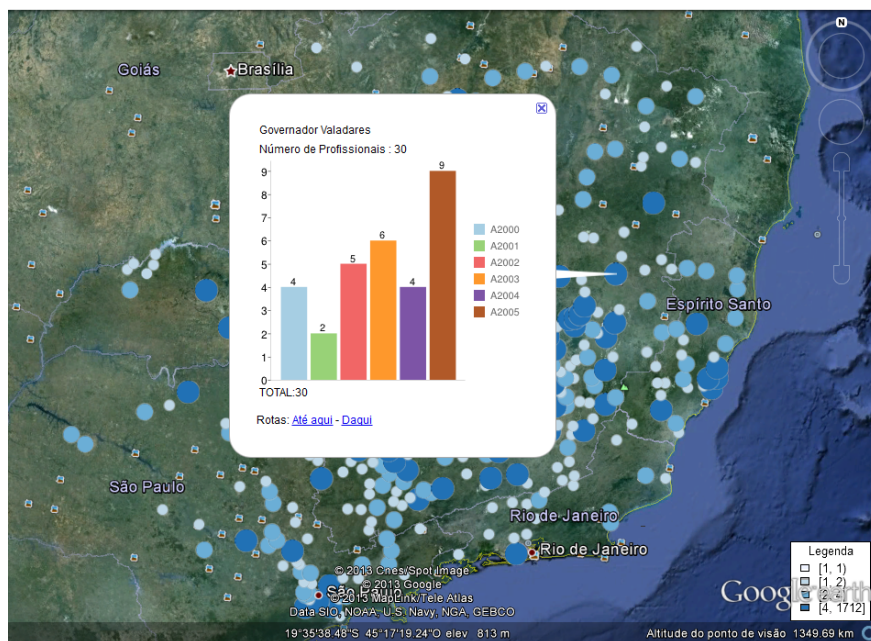 N
Goiás
Brasília
Governador Valadares
Número de Profissionais : 30
9
9
8
7
6
6
5
5
4
4
4
3
2
2
1
0
A2000
A2001
A2002
A2003
A2004
A2005
TOTAL:30
Rotas: Até aqui - Daqui
Espírito Santo
São Paulo
Rio de Janeiro
Rio de Janeiro
São Paulo
© 2013 Cnes/Spot Image
© 2013 Google
© 2013 MapLink/Tele Atlas
Data SIO, NOAA, U.S. Navy, NGA, GEBCO
Legenda
[1, 1)
[1, 2)
[2, 4)
[4, 1712]
Google earth
19°35'38.48"S 45°17'19.24"O elev 813 m
Altitude do ponto de visão 1349.69 km